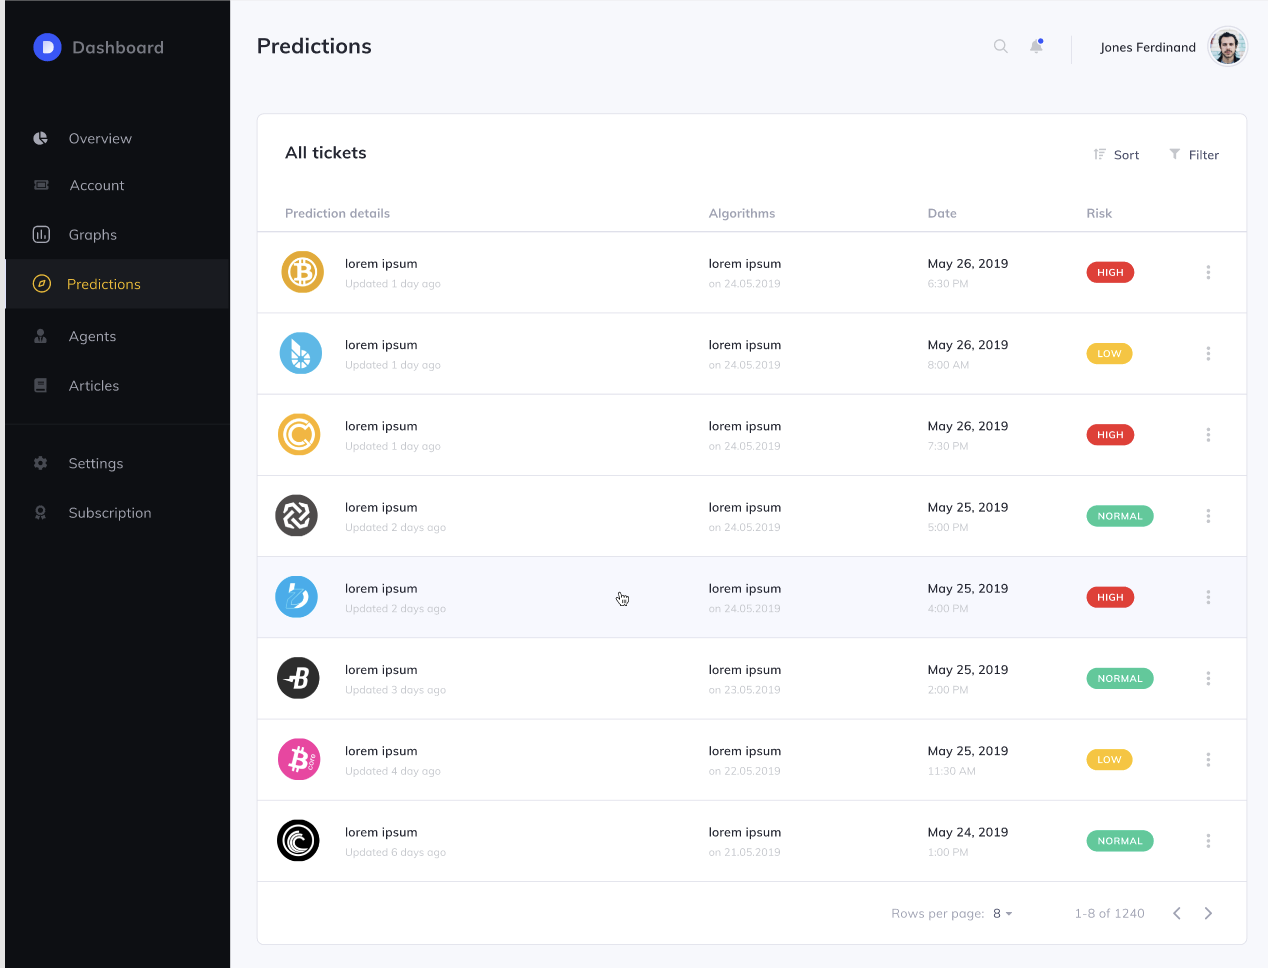 Dashboard
Predictions
Jones Ferdinand
Overview
Account
Graphs
Predictions
Agents
Articles
Settings
Subscription
All tickets
Sort
Filter
Prediction details Algorithms Date Risk
lorem ipsum lorem ipsum May 26, 2019 HIGH
Updated 1 day ago on 24.05.2019 6:30 PM
lorem ipsum lorem ipsum May 26, 2019 LOW
Updated 1 day ago on 24.05.2019 8:00 AM
lorem ipsum lorem ipsum May 26, 2019 HIGH
Updated 1 day ago on 24.05.2019 7:30 PM
lorem ipsum lorem ipsum May 25, 2019 NORMAL
Updated 2 days ago on 24.05.2019 5:00 PM
lorem ipsum lorem ipsum May 25, 2019 HIGH
Updated 2 days ago on 24.05.2019 4:00 PM
lorem ipsum lorem ipsum May 25, 2019 NORMAL
Updated 3 days ago on 23.05.2019 2:00 PM
lorem ipsum lorem ipsum May 25, 2019 LOW
Updated 4 day ago on 22.05.2019 11:30 AM
core
lorem ipsum lorem ipsum May 24, 2019 NORMAL
Updated 6 days ago on 21.05.2019 1:00 PM
Rows per page: 8 1-8 of 1240